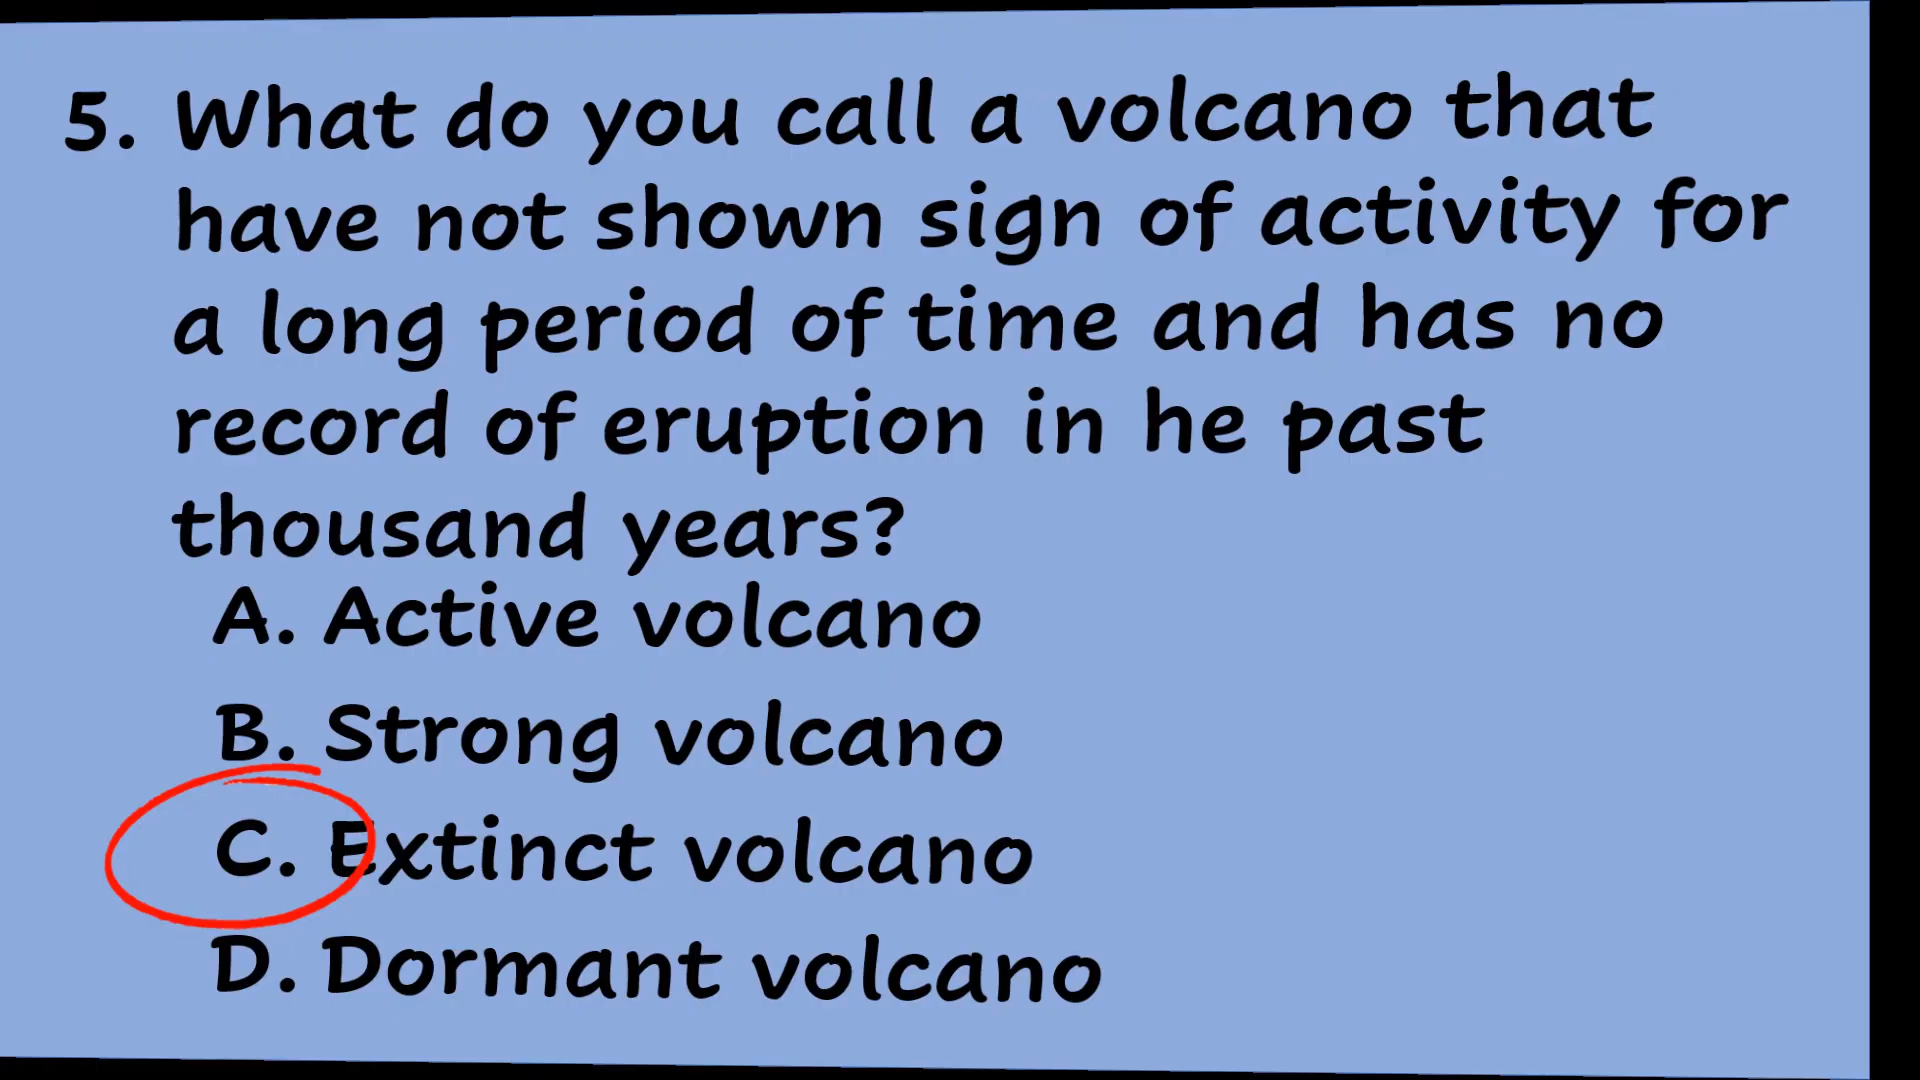 5. What do you call a volcano that
have not shown sign of activity for
a long period of time and has no
record of eruption in he past
thousand years?
A. Active volcano
B. Strong volcano
C. Extinct volcano
D. Dormant volcano